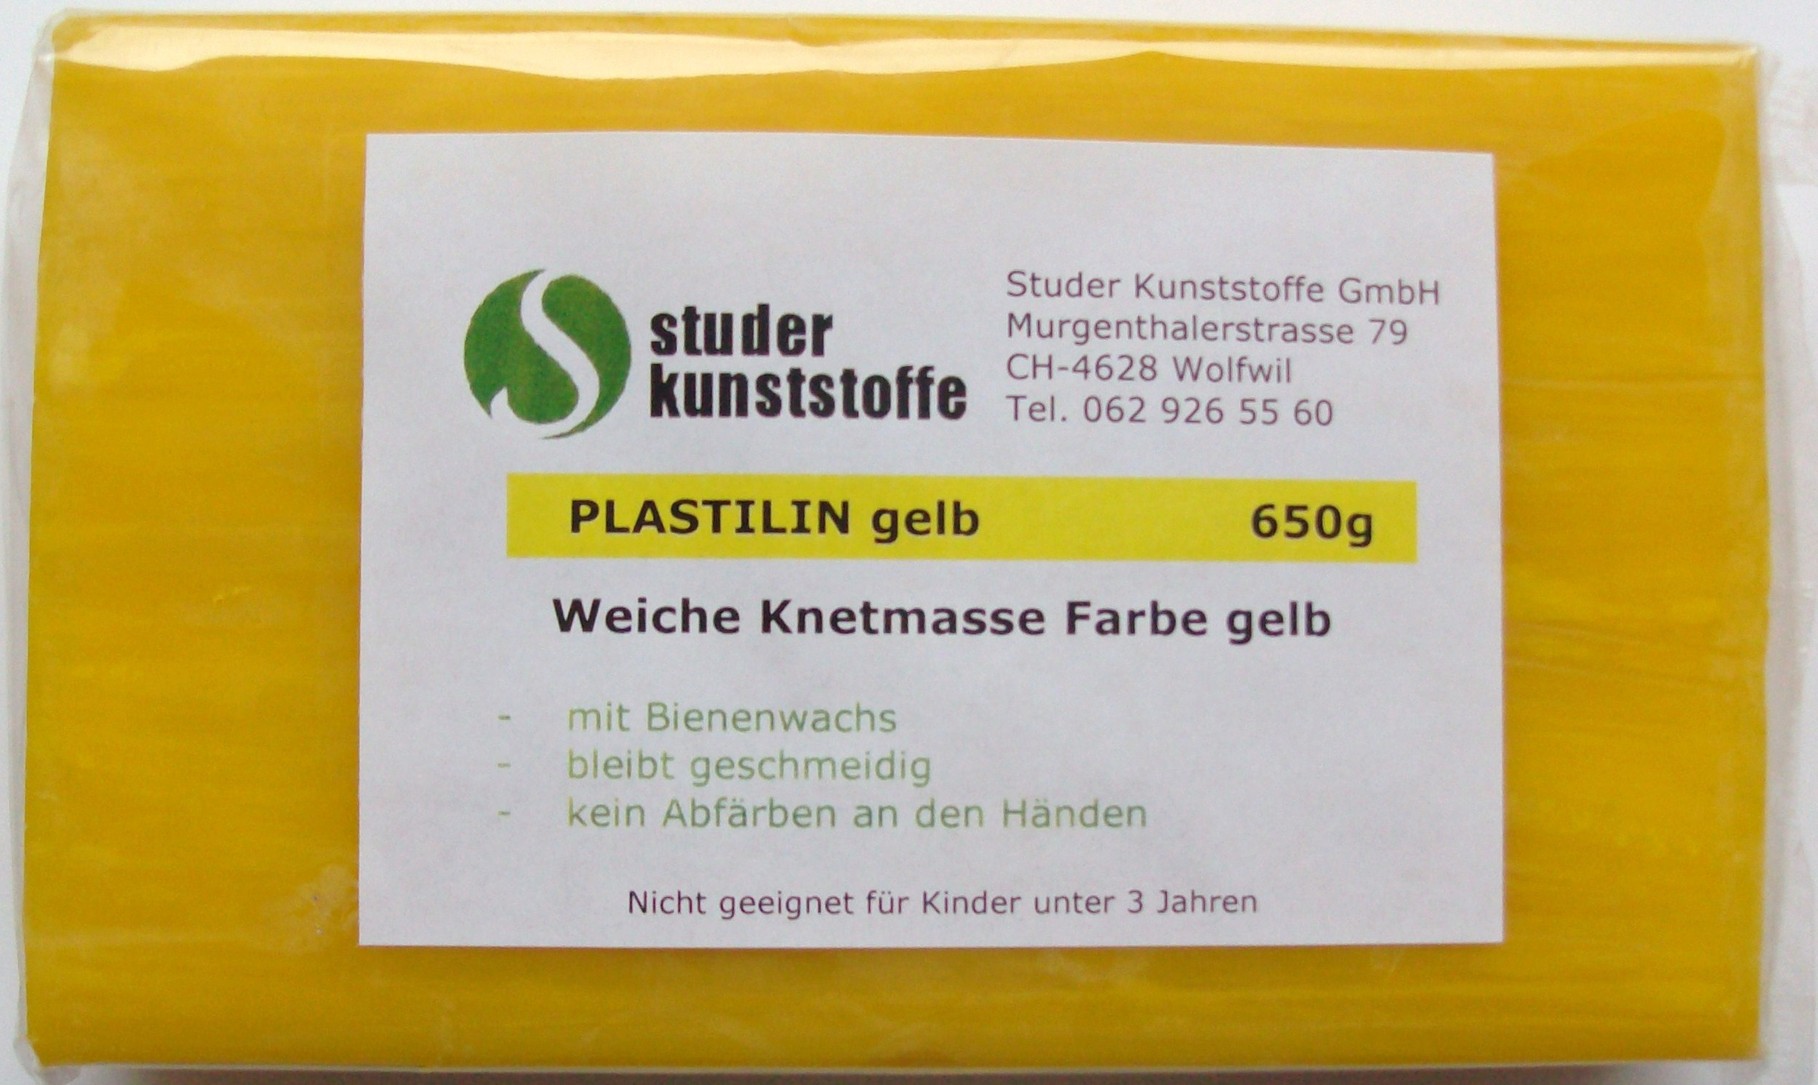 studer
kunststoffe
Studer Kunststoffe GmbH
Murgenthalerstrasse 79
CH-4628 Wolfwil
Tel. 062 926 55 60
PLASTILIN gelb 650g
Weiche Knetmasse Farbe gelb
- mit Bienenwachs
- bleibt geschmeidig
- kein Abfärben an den Händen
Nicht geeignet für Kinder unter 3 Jahren